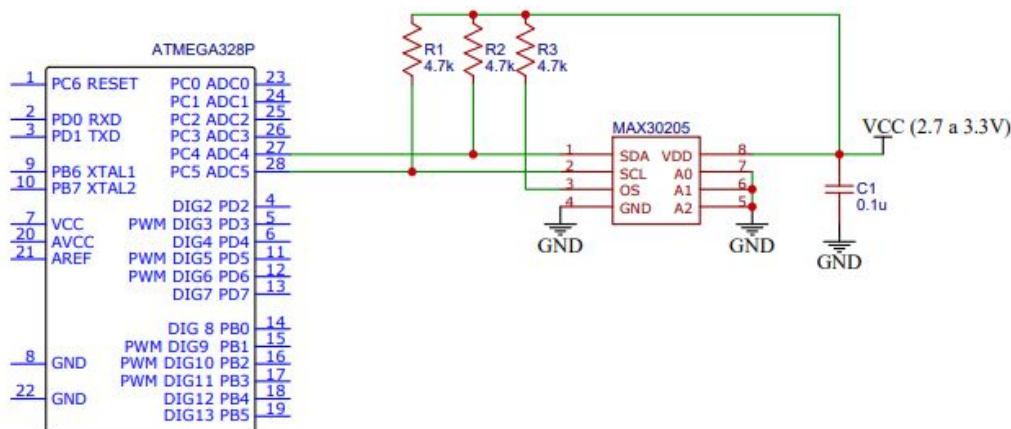 ATMEGA328P
1 PC6 RESET
2 PD0 RXD
3 PD1 TXD
9 PB6 XTAL1
10 PB7 XTAL2
7 VCC
20 AVCC
21 AREF
8 GND
22 GND
PC0 ADC0 23
PC1 ADC1 24
PC2 ADC2 25
PC3 ADC3 26
PC4 ADC4 27
PC5 ADC5 28
DIG2 PD2 4
PWM DIG3 PD3 5
DIG4 PD4 6
PWM DIG5 PD5 11
PWM DIG6 PD6 12
DIG7 PD7 13
DIG 8 PB0 14
PWM DIG9 PB1 15
PWM DIG10 PB2 16
PWM DIG11 PB3 17
DIG12 PB4 18
DIG13 PB5 19
R1
4.7k
R2
4.7k
R3
4.7k
MAX30205
1 SDA
2 SCL
3 OS
4 GND
VDD 8
A0 7
A1 6
A2 5
GND
GND
VCC (2.7 a 3.3V)
C1
0.1u
GND